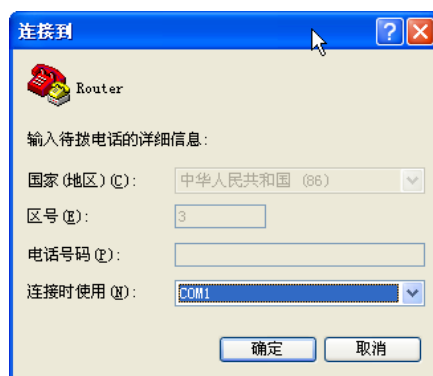 连接到
Router
输入待拨电话的详细信息:
国家(地区)(C): 中华人民共和国 (86)
区号(E): 3
电话号码(P):
连接时使用(N): COM1
确定 取消